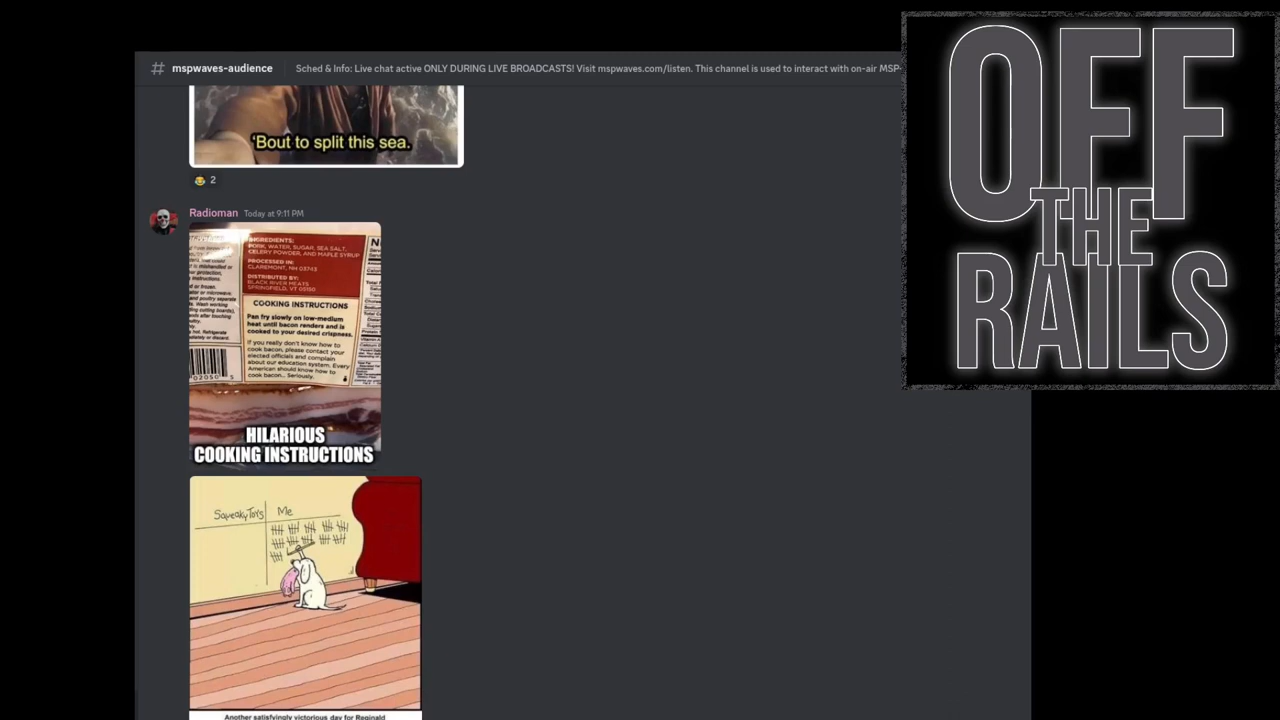 mspwaves-audience
Sched & Info: Live chat active ONLY DURING LIVE BROADCASTS! Visit mspwaves.com/listen. This channel is used to interact with on-air MSP
OFF
THE
RAILS
'Bout to split this sea.
2
Radioman Today at 9:11 PM
INGREDIENTS:
PORK, WATER, SUGAR, SEA SALT,
CELERY POWDER, AND MAPLE SYRUP
PROCESSED IN:
CLAREMONT, NH 03743
DISTRIBUTED BY:
BLACK RIVER MEATS
SPRINGFIELD, VT 05150
COOKING INSTRUCTIONS
Pan fry slowly on low-medium
heat until bacon renders and is
cooked to your desired crispness.
If you really don't know how to
cook bacon, please contact your
elected officials and complain
about our education system. Every
American should know how to
cook bacon... Seriously.
HILARIOUS
COOKING INSTRUCTIONS
Squeaky Toys Me
Another satisfyingly victorious day for Reginald